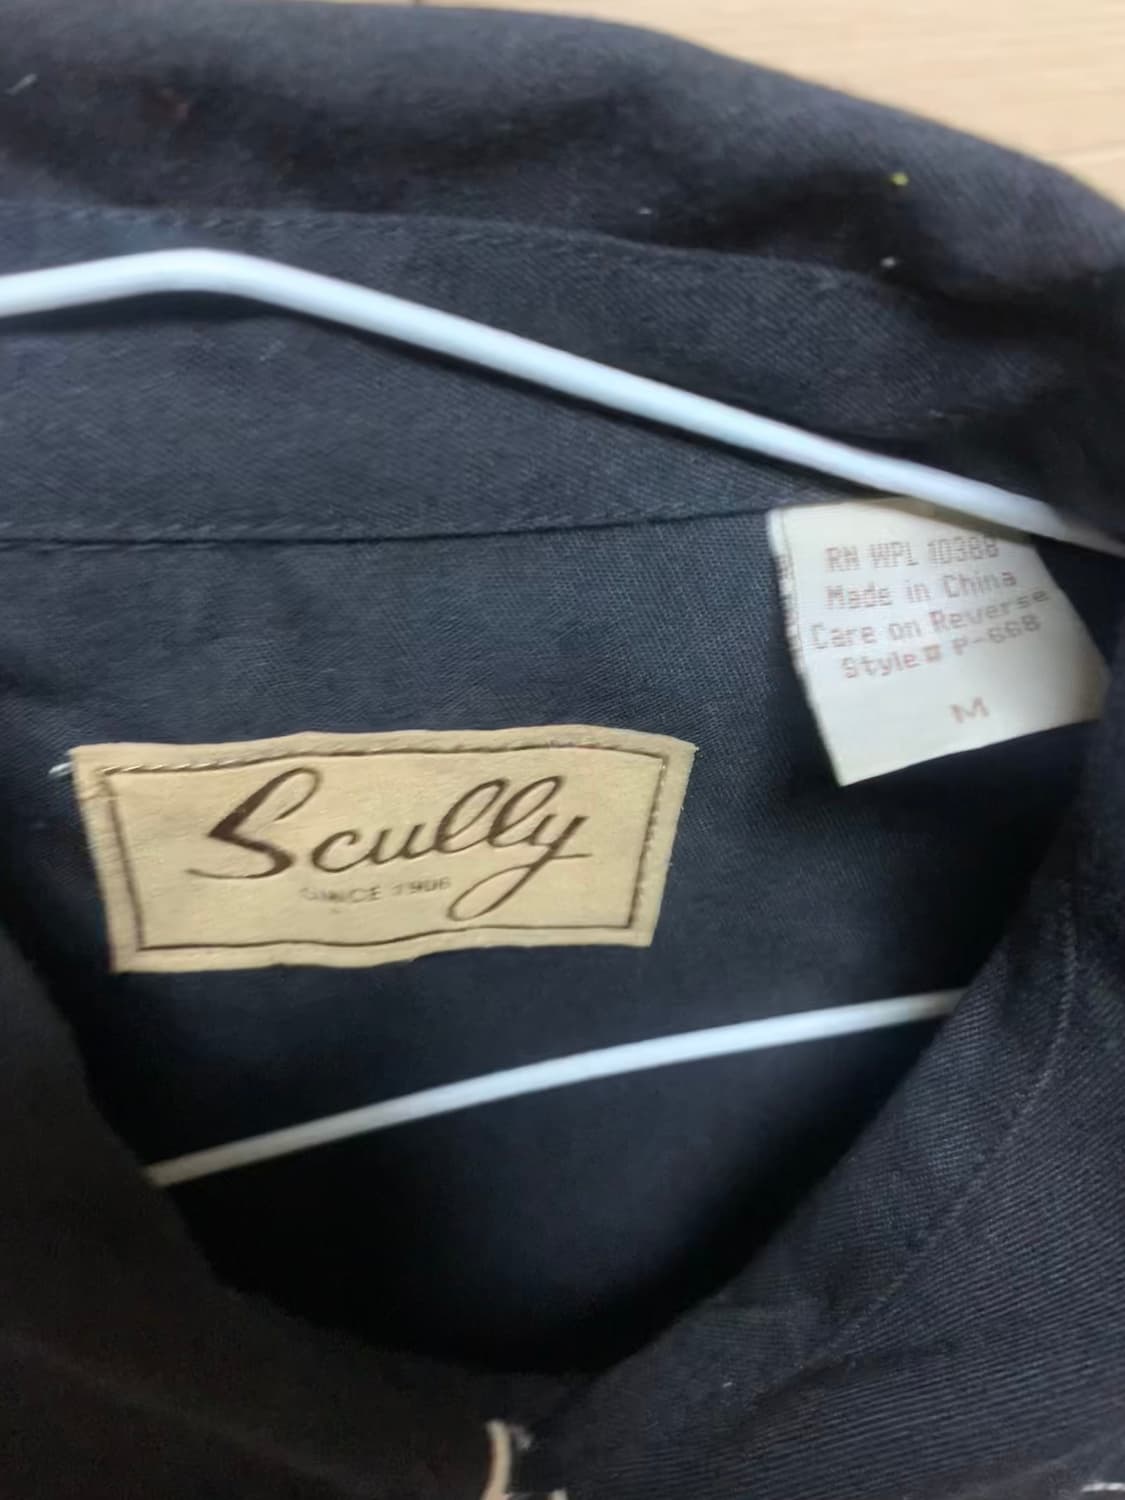 RN WPL 10388
Made in China
Care on Reverse
Style# P-668
M
Scully
SINCE 1906